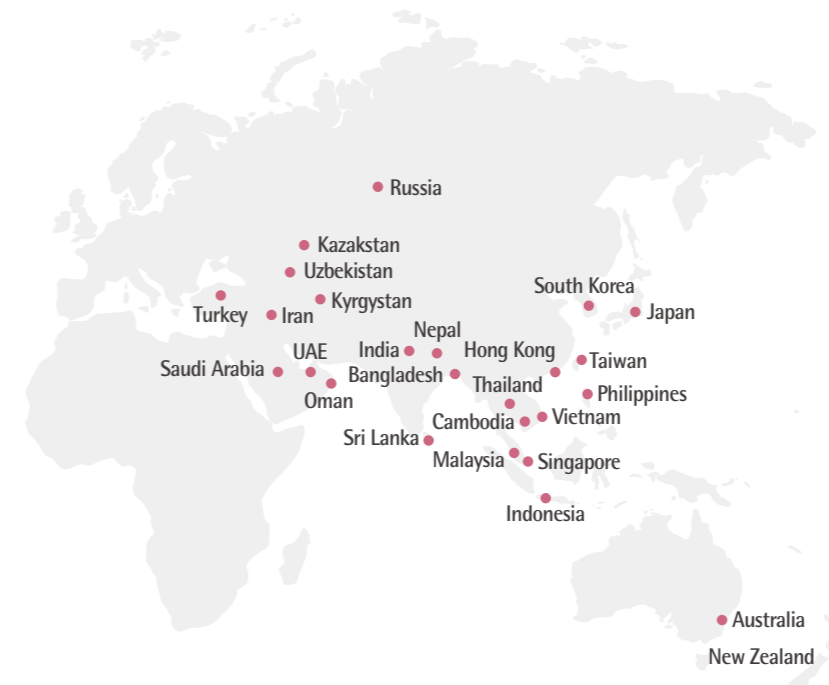 Russia
Kazakstan
Uzbekistan
South Korea
Kyrgystan
Turkey
Iran
Japan
Nepal
UAE
India
Hong Kong
Saudi Arabia
Taiwan
Bangladesh
Thailand
Philippines
Oman
Cambodia
Vietnam
Sri Lanka
Malaysia
Singapore
Indonesia
Australia
New Zealand